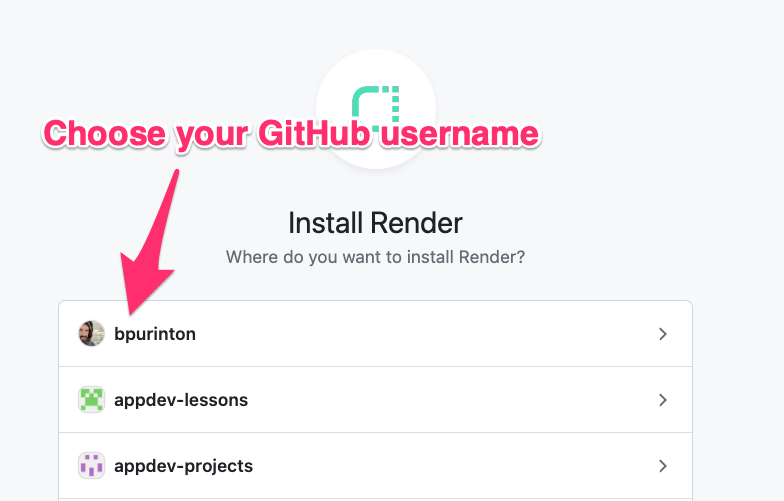 Choose your GitHub username
Install Render
Where do you want to install Render?
bpurinton
appdev-lessons
appdev-projects